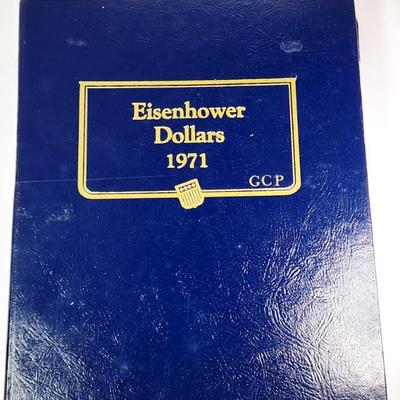 Eisenhower
Dollars
1971
GCP